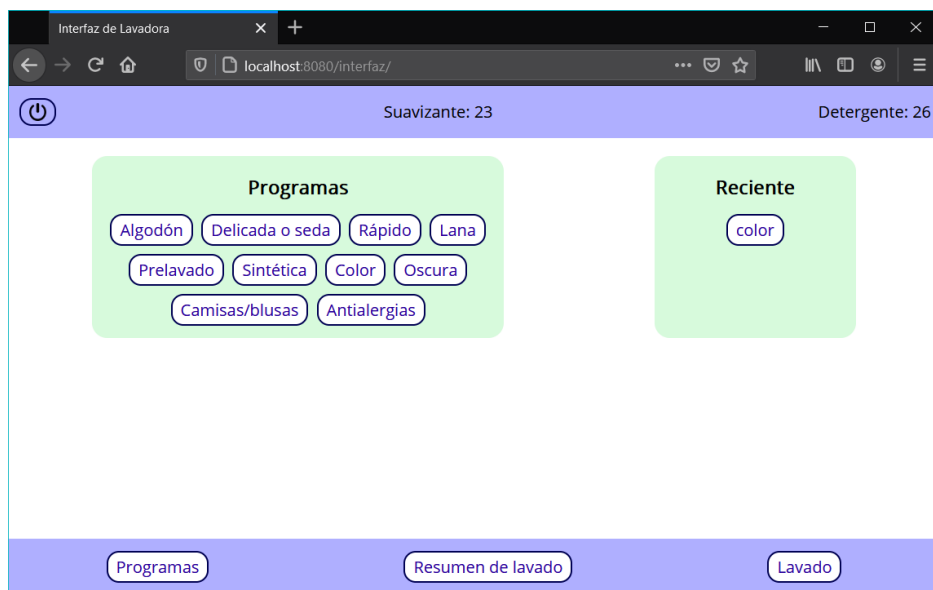 Interfaz de Lavadora
localhost:8080/interfaz/
Suavizante: 23
Detergente: 26
Programas
Algodón Delicada o seda Rápido Lana
Prelavado Sintética Color Oscura
Camisas/blusas Antialergias
Reciente
color
Programas Resumen de lavado Lavado